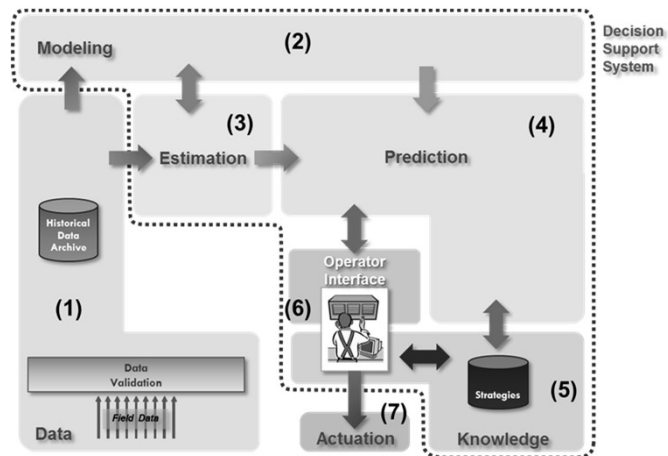 Modeling
(2)
Decision
Support
System
(3)
(4)
Estimation
Prediction
Historical
Data
Archive
Operator
Interface
(1)
(6)
Data
Validation
Strategies
(5)
Field Data
(7)
Data
Actuation
Knowledge